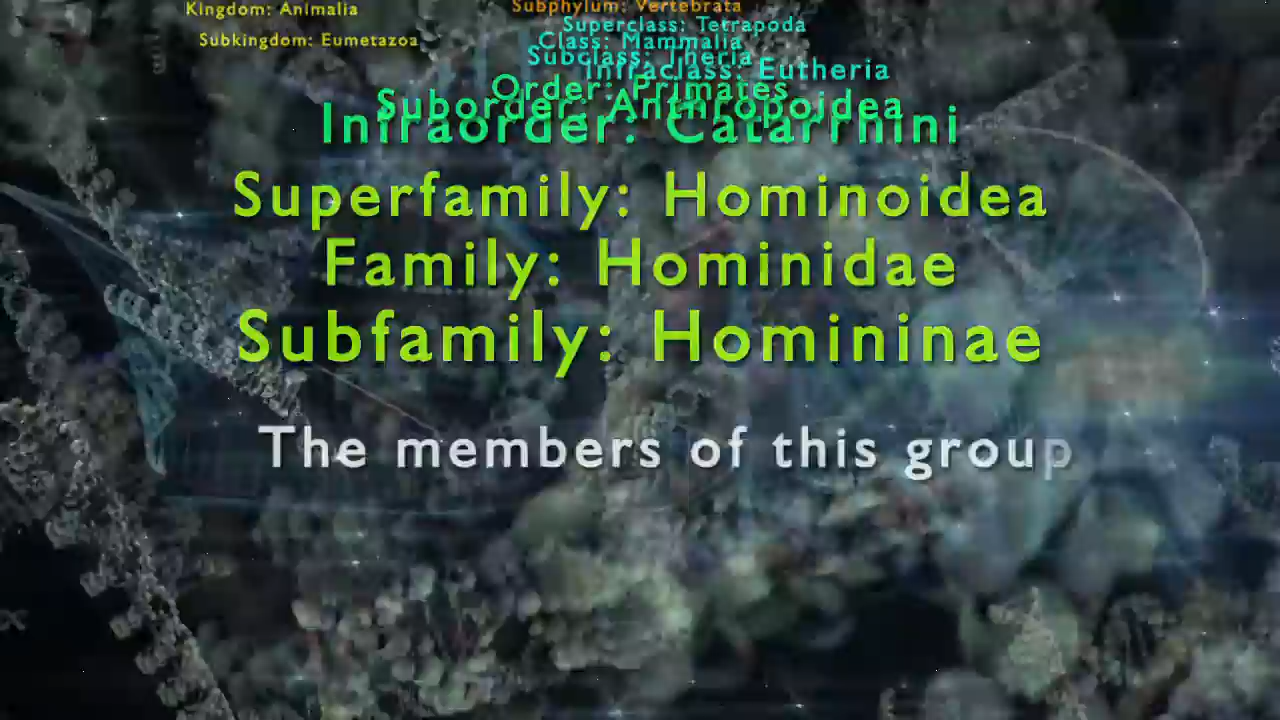 Kingdom: Animalia
Subphylum: Vertebrata
Superclass: Tetrapoda
Subkingdom: Eumetazoa
Class: Mammalia
Subclass: Theria
Infraclass: Eutheria
Order: Primates
Suborder: Anthropoidea
Infraorder: Catarrhini
Superfamily: Hominoidea
Family: Hominidae
Subfamily: Homininae
The members of this group